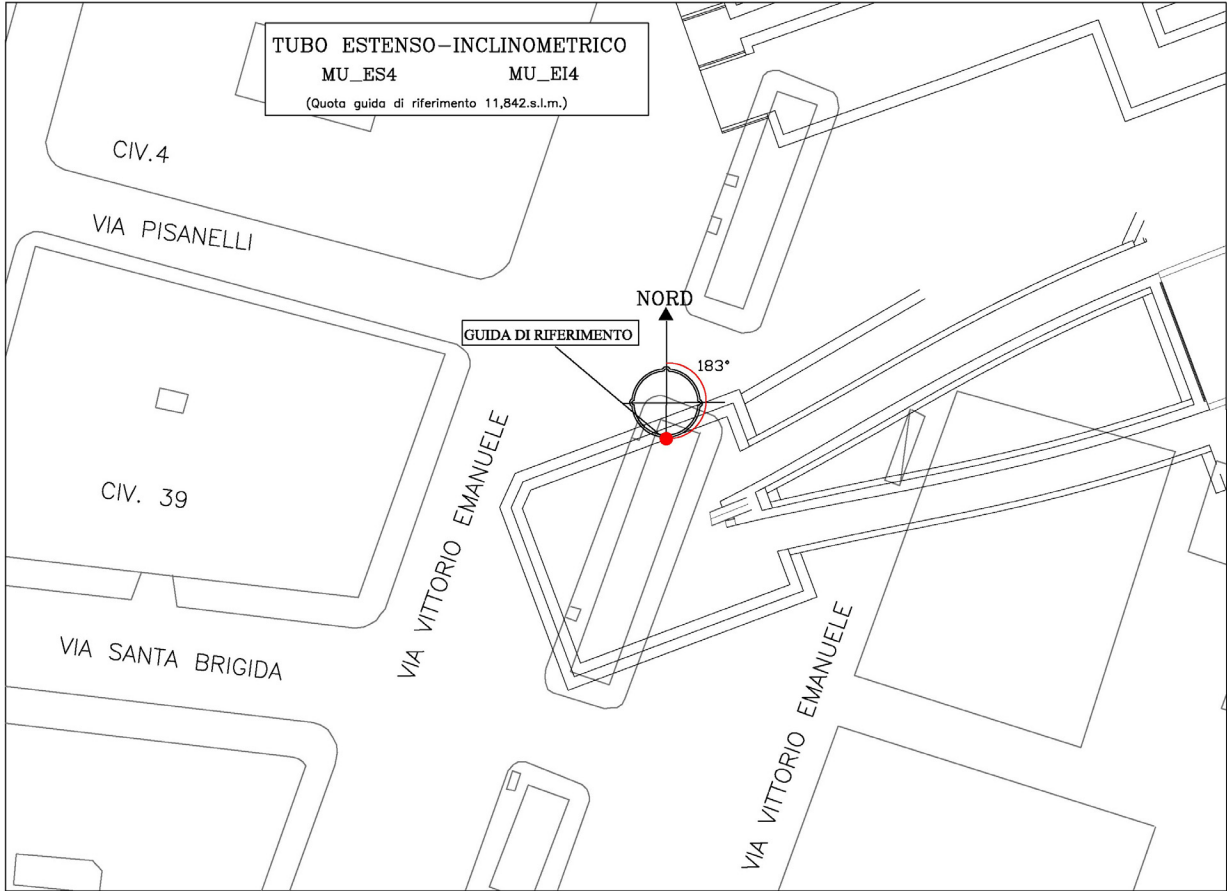 TUBO ESTENSO-INCLINOMETRICO
MU_ES4 MU_EI4
(Quota guida di riferimento 11,842.s.l.m.)
CIV.4
VIA PISANELLI
NORD
GUIDA DI RIFERIMENTO
183°
CIV. 39
VIA VITTORIO EMANUELE
VIA SANTA BRIGIDA
VIA VITTORIO EMANUELE